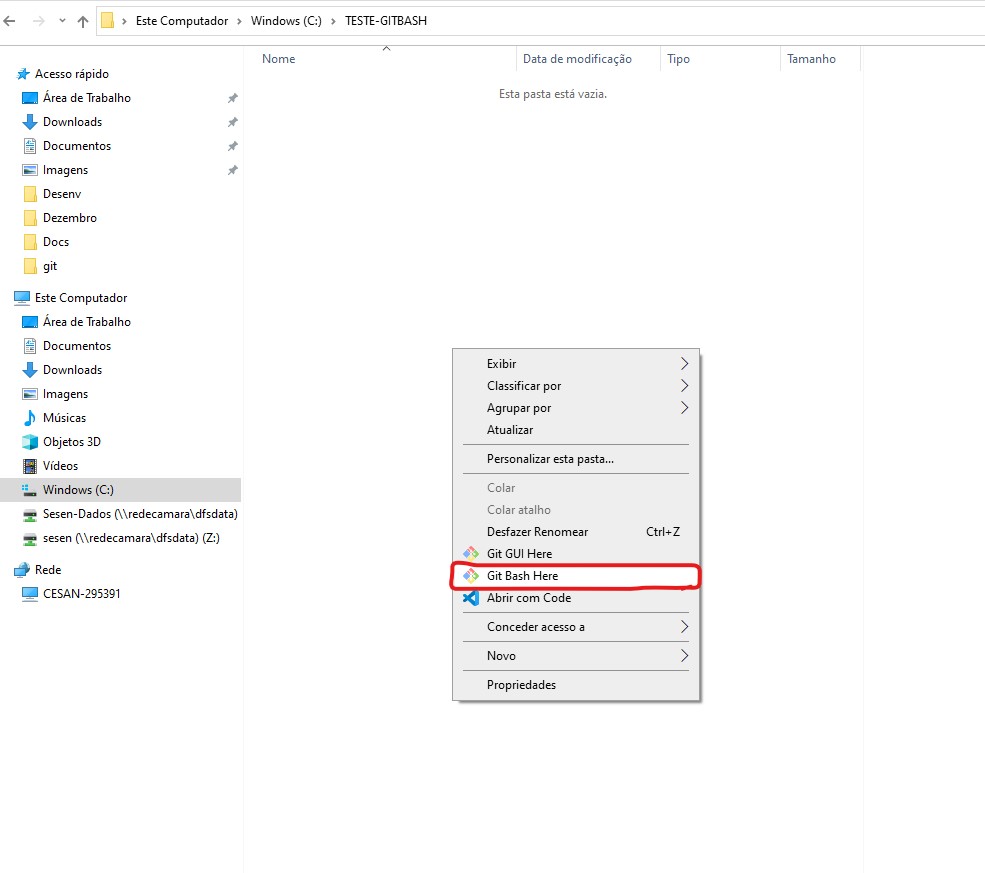 Este Computador > Windows (C:) > TESTE-GITBASH
Nome Data de modificação Tipo Tamanho
Esta pasta está vazia.
Acesso rápido
Área de Trabalho
Downloads
Documentos
Imagens
Desenv
Dezembro
Docs
git
Este Computador
Área de Trabalho
Documentos
Downloads
Imagens
Músicas
Objetos 3D
Vídeos
Windows (C:)
Sesen-Dados (\\redecamara\dfsdata)
sesen (\\redecamara\dfsdata) (Z:)
Rede
CESAN-295391
Exibir
Classificar por
Agrupar por
Atualizar
Personalizar esta pasta...
Colar
Colar atalho
Desfazer Renomear Ctrl+Z
Git GUI Here
Git Bash Here
Abrir com Code
Conceder acesso a
Novo
Propriedades